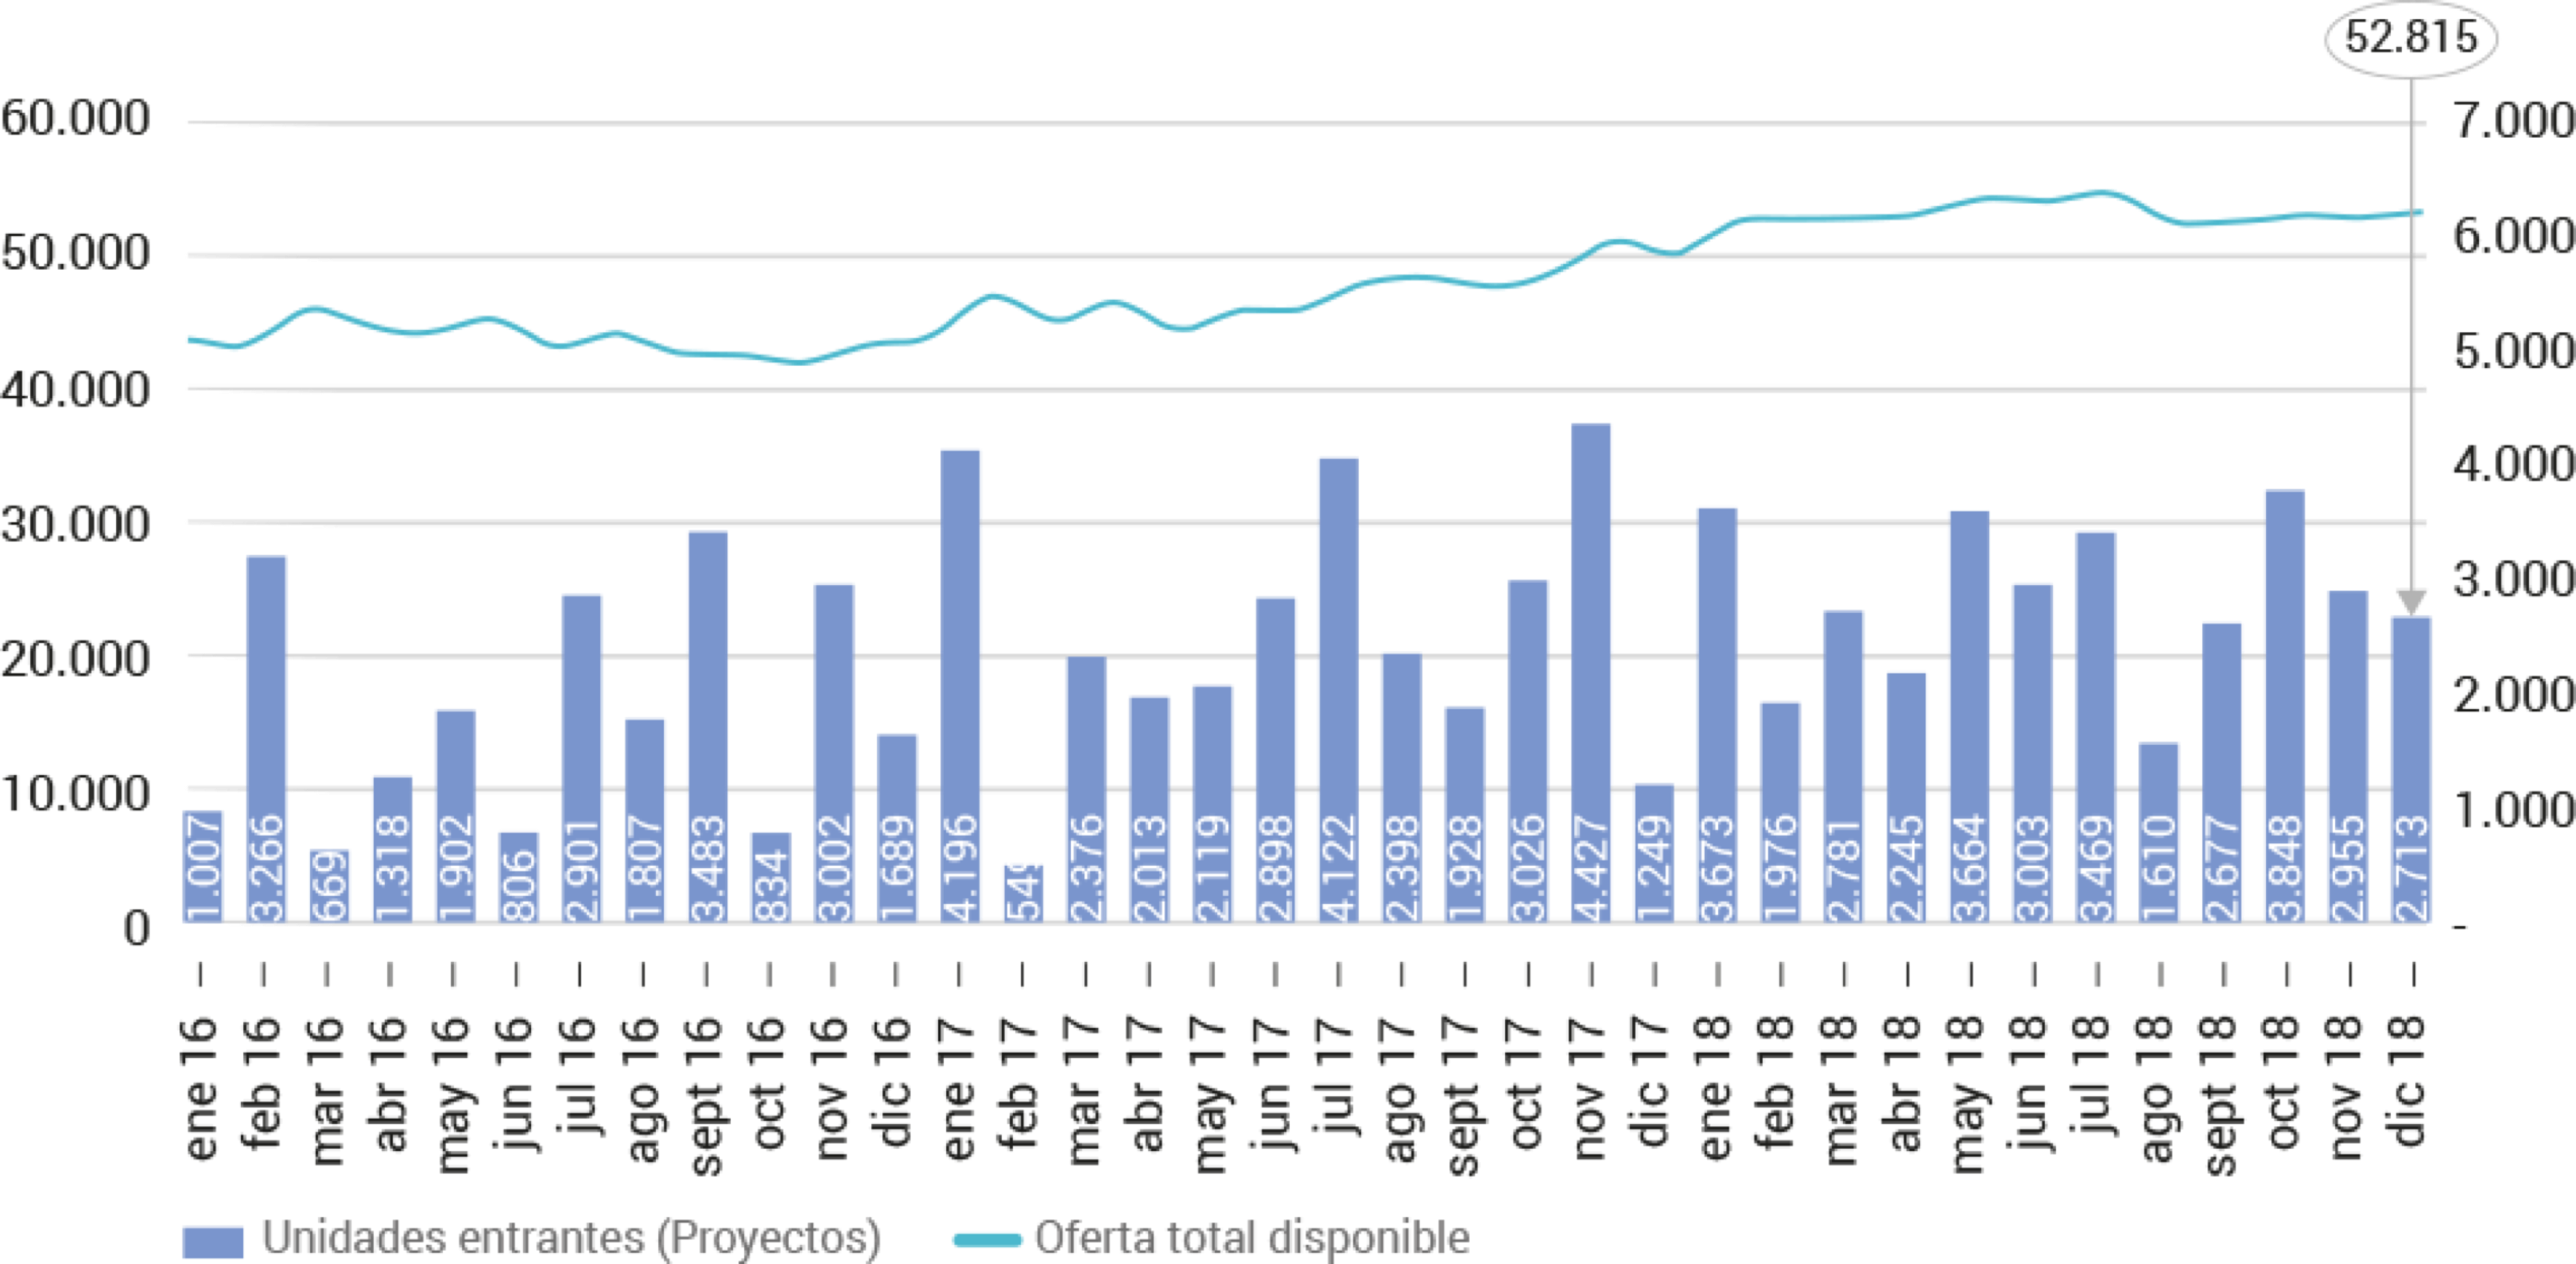 52.815
60.000
50.000
40.000
30.000
20.000
10.000
0
7.000
6.000
5.000
4.000
3.000
2.000
1.000
-
1.007
3.266
669
1.318
1.902
806
2.901
1.807
3.483
834
3.002
1.689
4.196
549
2.376
2.013
2.119
2.898
4.122
2.398
1.928
3.026
4.427
1.249
3.673
1.976
2.781
2.245
3.664
3.003
3.469
1.610
2.677
3.848
2.955
2.713
ene 16
feb 16
mar 16
abr 16
may 16
jun 16
jul 16
ago 16
sept 16
oct 16
nov 16
dic 16
ene 17
feb 17
mar 17
abr 17
may 17
jun 17
jul 17
ago 17
sept 17
oct 17
nov 17
dic 17
ene 18
feb 18
mar 18
abr 18
may 18
jun 18
jul 18
ago 18
sept 18
oct 18
nov 18
dic 18
Unidades entrantes (Proyectos)
Oferta total disponible